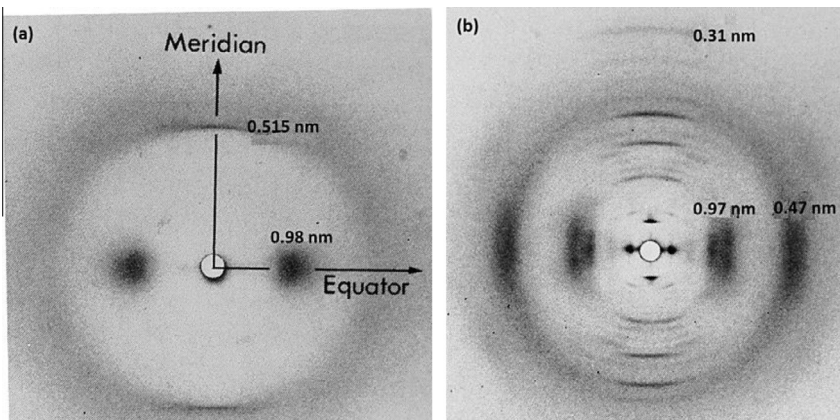 (a)
Meridian
0.515 nm
0.98 nm
Equator
(b)
0.31 nm
0.97 nm
0.47 nm